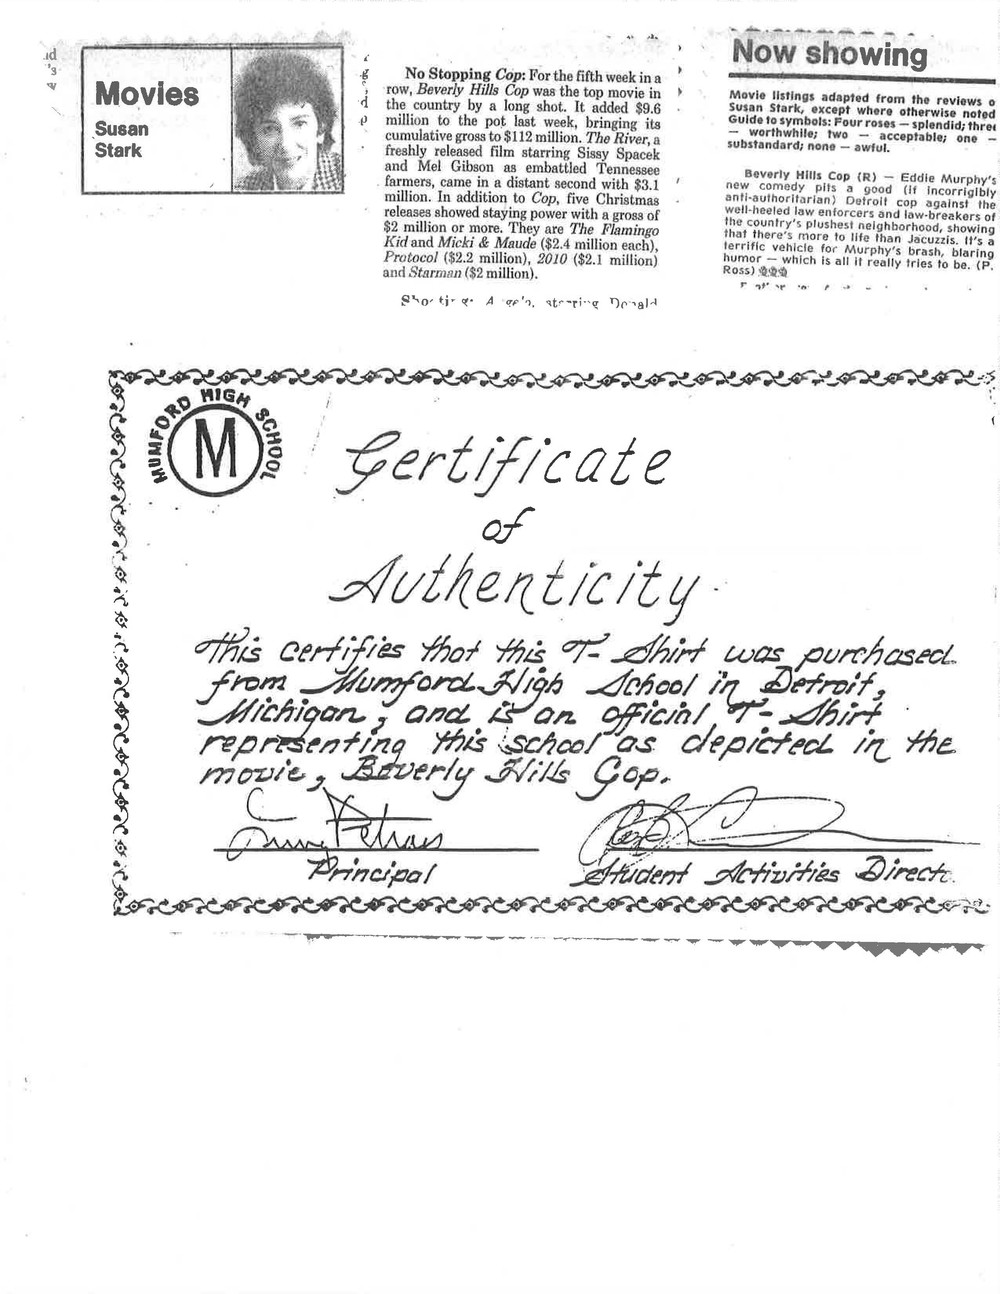 Movies
Susan
Stark
No Stopping Cop: For the fifth week in a
row, Beverly Hills Cop was the top movie in
the country by a long shot. It added $9.6
million to the pot last week, bringing its
cumulative gross to $112 million. The River, a
freshly released film starring Sissy Spacek
and Mel Gibson as embattled Tennessee
farmers, came in a distant second with $3.1
million. In addition to Cop, five Christmas
releases showed staying power with a gross of
$2 million or more. They are The Flamingo
Kid and Micki & Maude ($2.4 million each),
Protocol ($2.2 million), 2010 ($2.1 million)
and Starman ($2 million).
Now showing
Movie listings adapted from the reviews o
Susan Stark, except where otherwise noted
Guide to symbols: Four roses — splendid; three
— worthwhile; two — acceptable; one —
substandard; none — awful.
Beverly Hills Cop (R) — Eddie Murphy's
new comedy pits a good (if incorrigibly
anti-authoritarian) Detroit cop against the
well-heeled law enforcers and law-breakers of
the country's plushest neighborhood, showing
that there's more to life than Jacuzzis. It's a
terrific vehicle for Murphy's brash, blaring
humor — which is all it really tries to be. (P.
Ross)
MUMFORD HIGH SCHOOL
M
Certificate
of
Authenticity
This certifies that this T-Shirt was purchased
from Mumford High School in Detroit,
Michigan, and is an official T-Shirt
representing this school as depicted in the
movie, Beverly Hills Cop.
Principal
Student Activities Direct